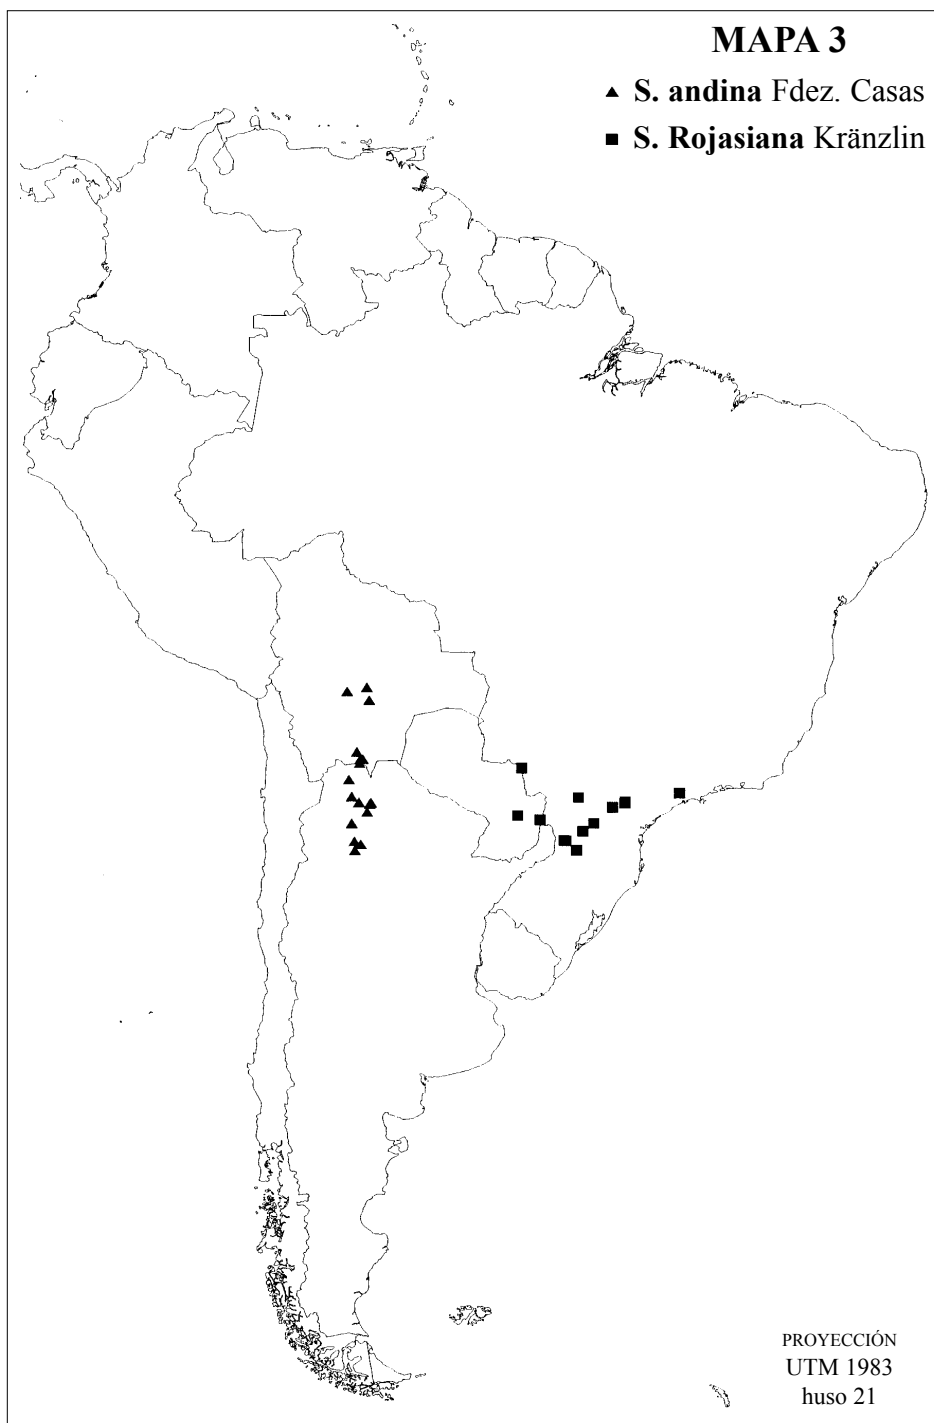 MAPA 3
▲ S. andina Fdez. Casas
■ S. Rojasiana Kränzlin
PROYECCIÓN
UTM 1983
huso 21